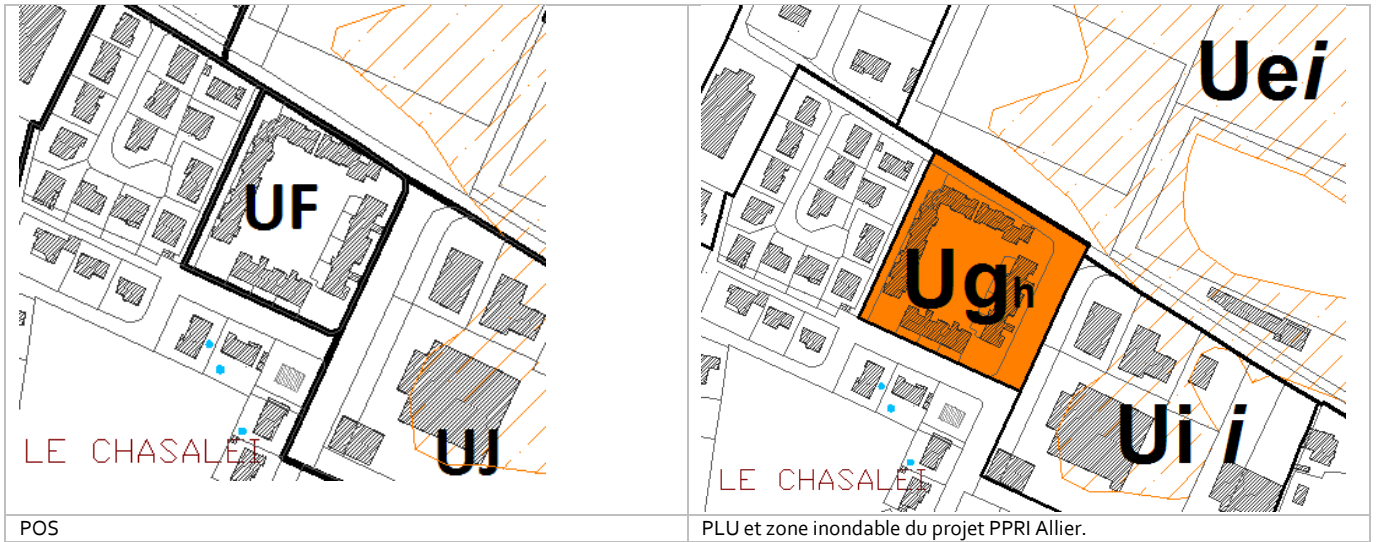 UF
UJ
LE CHASALET
POS
Uei
Ugh
Ui i
LE CHASALET
PLU et zone inondable du projet PPRI Allier.